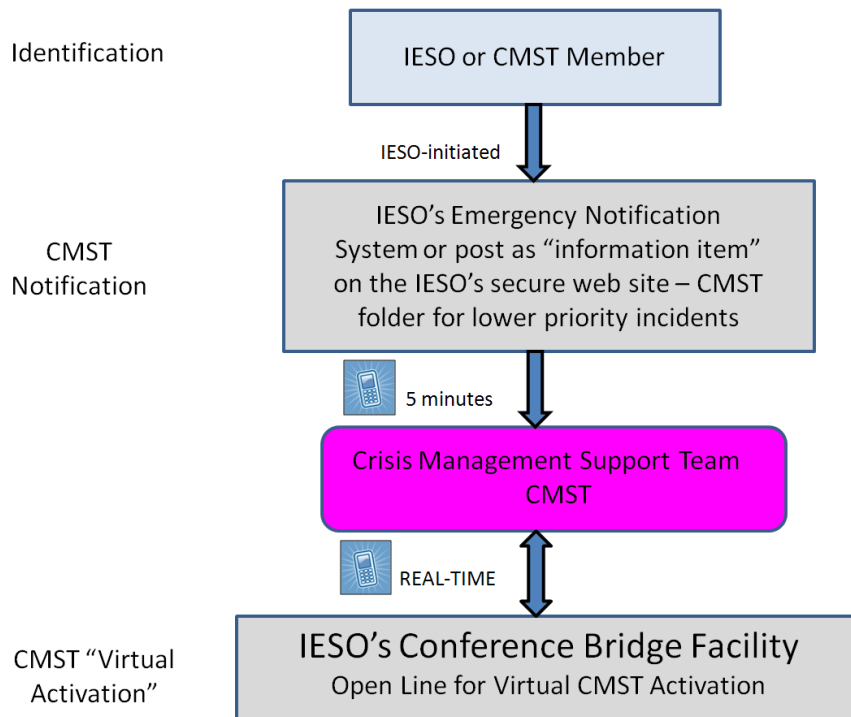 Identification
IESO or CMST Member
IESO-initiated
CMST
Notification
IESO’s Emergency Notification
System or post as “information item”
on the IESO’s secure web site – CMST
folder for lower priority incidents
5 minutes
Crisis Management Support Team
CMST
REAL-TIME
CMST “Virtual
Activation”
IESO’s Conference Bridge Facility
Open Line for Virtual CMST Activation